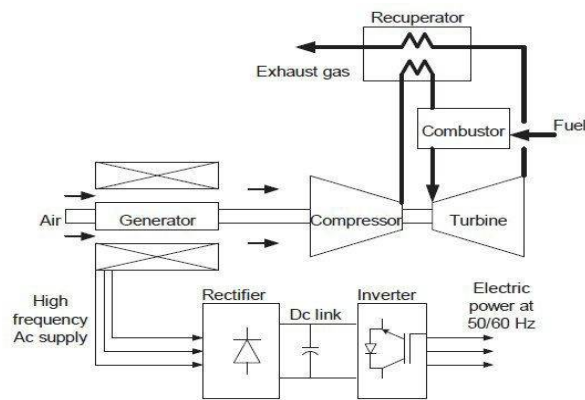 Recuperator
Exhaust gas
Combustor
Fuel
Air
Generator
Compressor
Turbine
High
frequency
Ac supply
Rectifier
Dc link
Inverter
Electric
power at
50/60 Hz